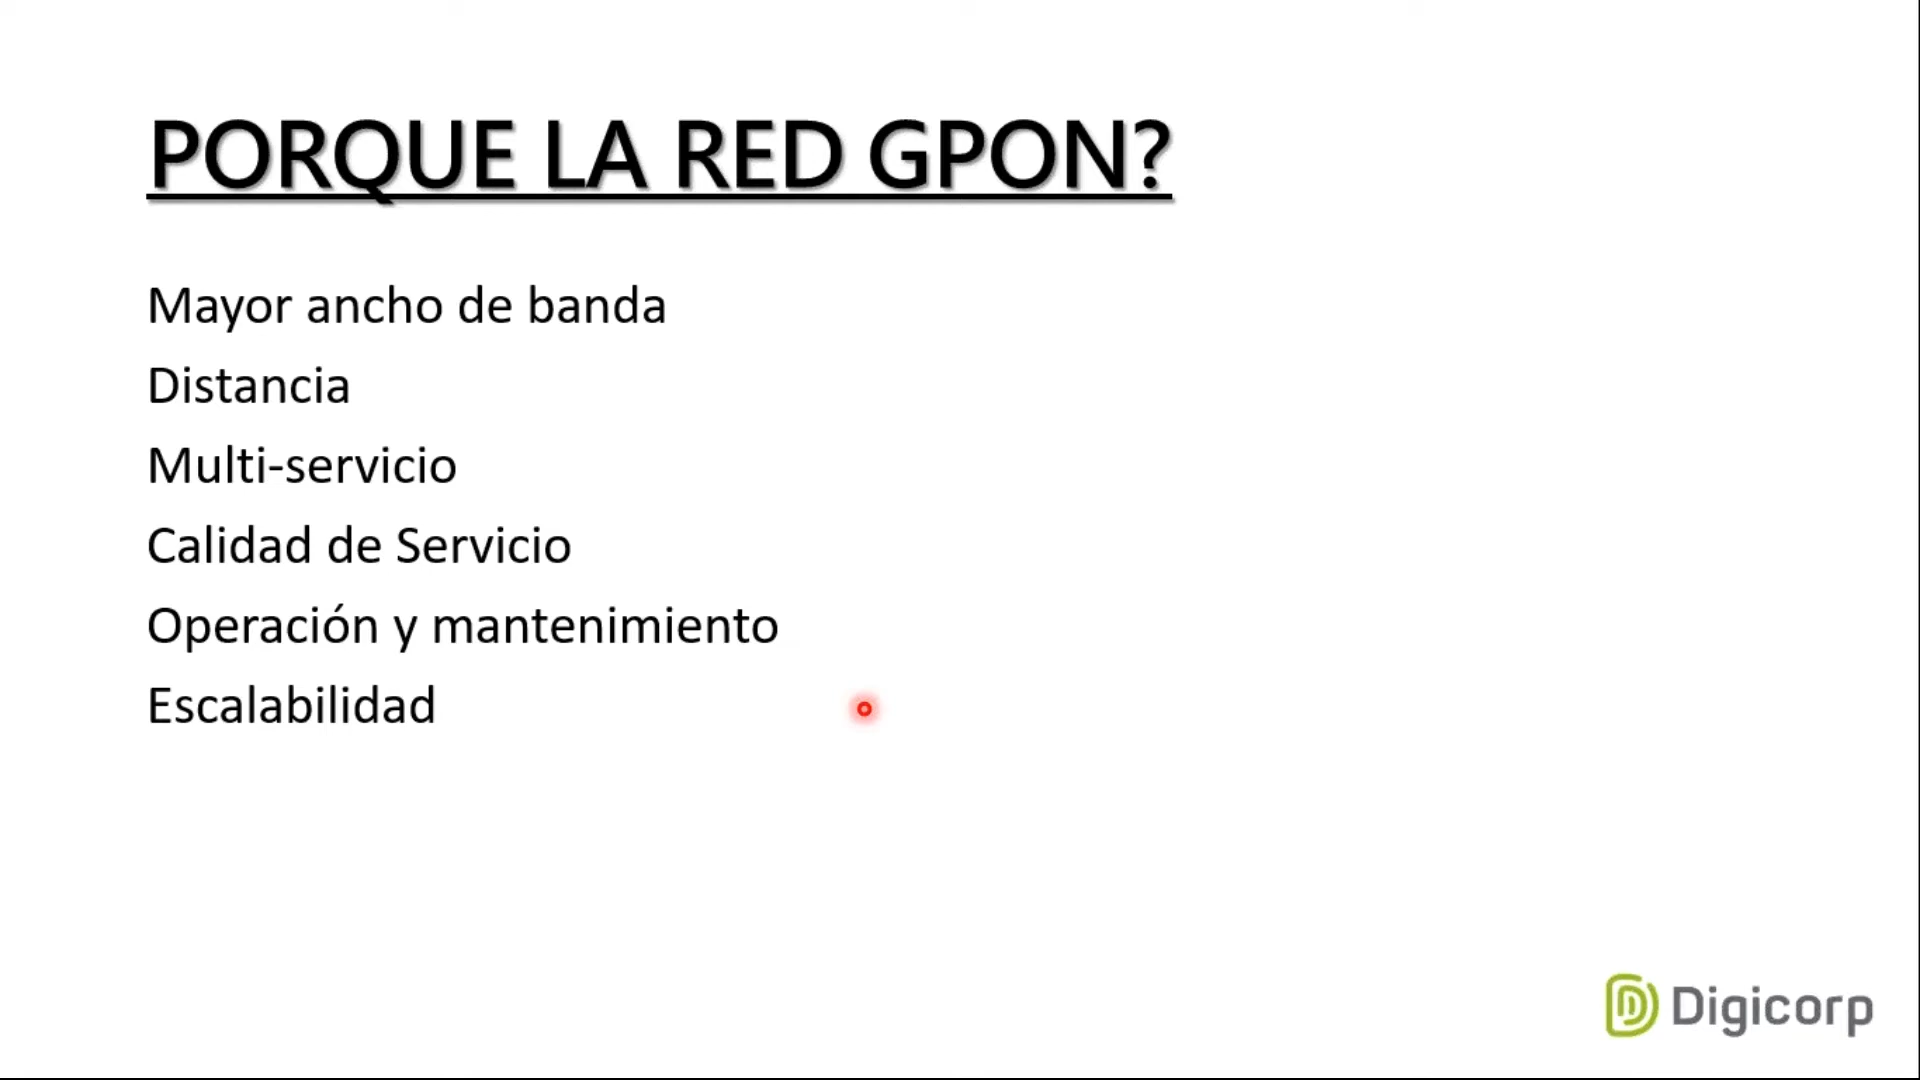 PORQUE LA RED GPON?
Mayor ancho de banda
Distancia
Multi-servicio
Calidad de Servicio
Operación y mantenimiento
Escalabilidad
Digicorp